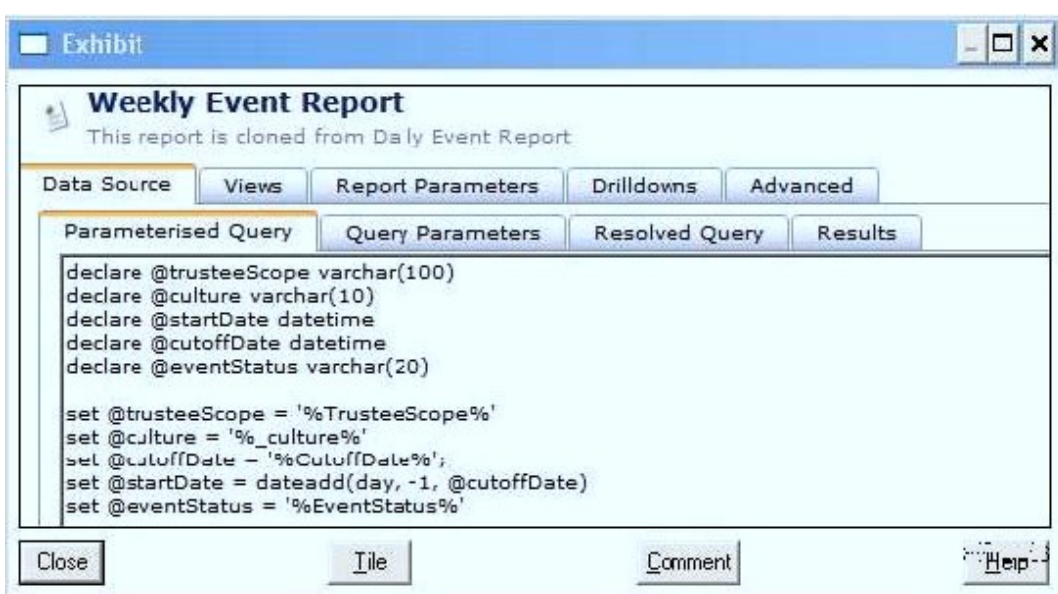 Exhibit
Weekly Event Report
This report is cloned from Daily Event Report
Data Source Views Report Parameters Drilldowns Advanced
Parameterised Query Query Parameters Resolved Query Results
declare @trusteeScope varchar(100)
declare @culture varchar(10)
declare @startDate datetime
declare @cutoffDate datetime
declare @eventStatus varchar(20)
set @trusteeScope = '%TrusteeScope%'
set @culture = '%_culture%'
set @cutoffDate = '%CutoffDate%';
set @startDate = dateadd(day, -1, @cutoffDate)
set @eventStatus = '%EventStatus%'
Close Tile Comment Help